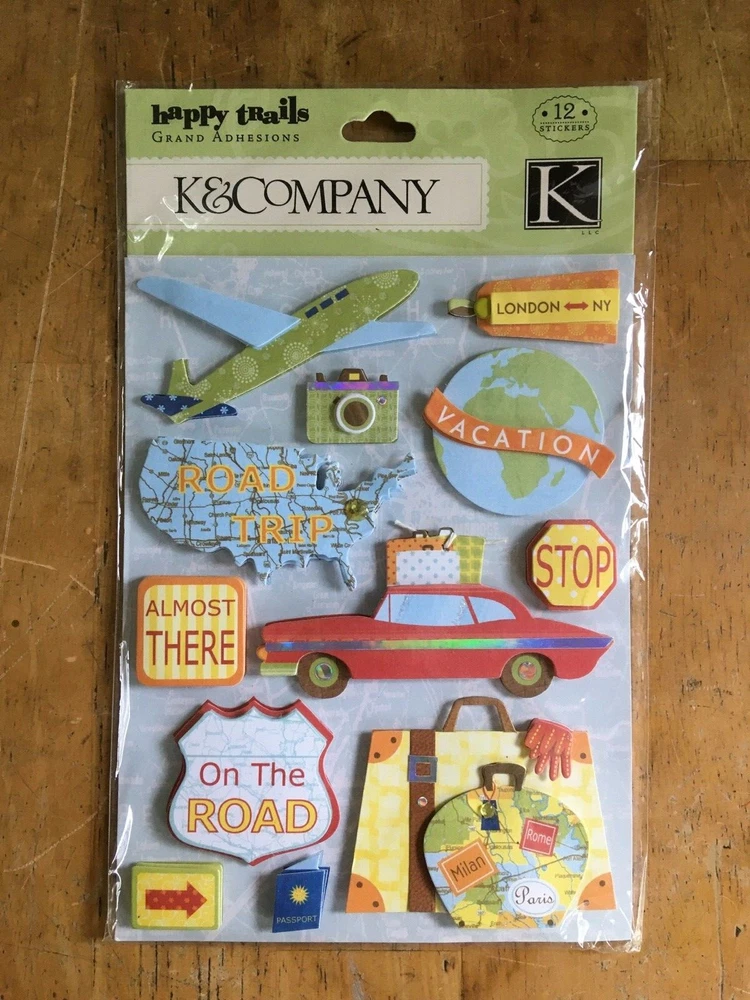 happy trails
GRAND ADHESIONS
12
STICKERS
K&COMPANY
K
LLC
LONDON NY
VACATION
ROAD
TRIP
STOP
ALMOST
THERE
On The
ROAD
Milan
Rome
Paris
PASSPORT